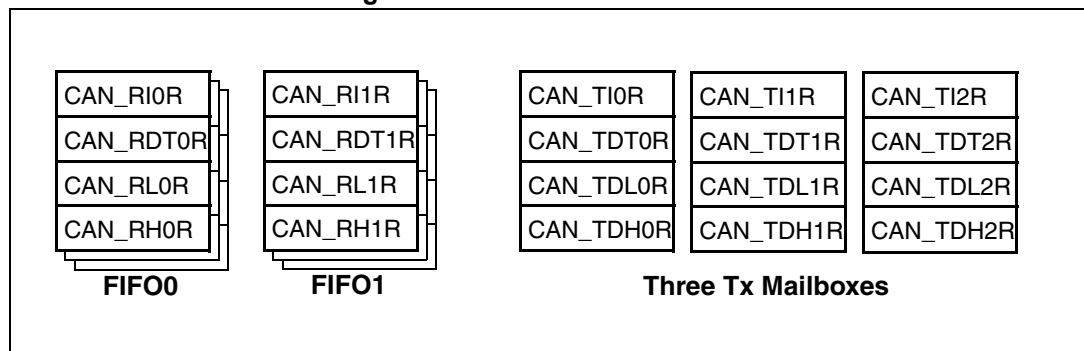 CAN_RI0R CAN_RI1R CAN_TI0R CAN_TI1R CAN_TI2R
CAN_RDT0R CAN_RDT1R CAN_TDT0R CAN_TDT1R CAN_TDT2R
CAN_RL0R CAN_RL1R CAN_TDL0R CAN_TDL1R CAN_TDL2R
CAN_RH0R CAN_RH1R CAN_TDH0R CAN_TDH1R CAN_TDH2R
FIFO0 FIFO1 Three Tx Mailboxes